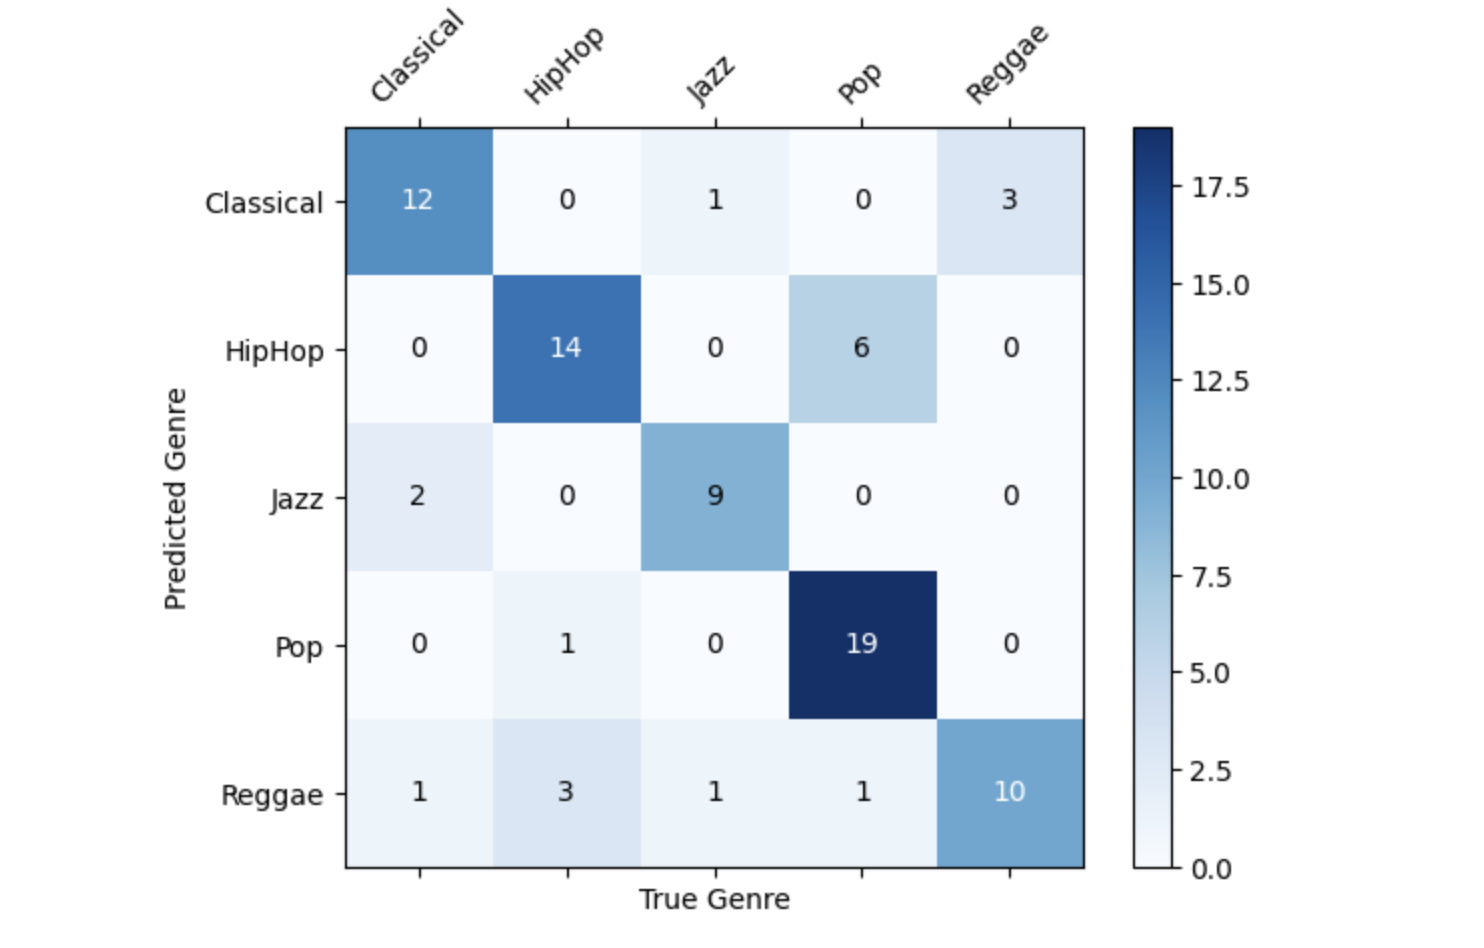 Classical HipHop Jazz Pop Reggae
Classical 12 0 1 0 3
HipHop 0 14 0 6 0
Jazz 2 0 9 0 0
Pop 0 1 0 19 0
Reggae 1 3 1 1 10
Predicted Genre
True Genre
17.5
15.0
12.5
10.0
7.5
5.0
2.5
0.0